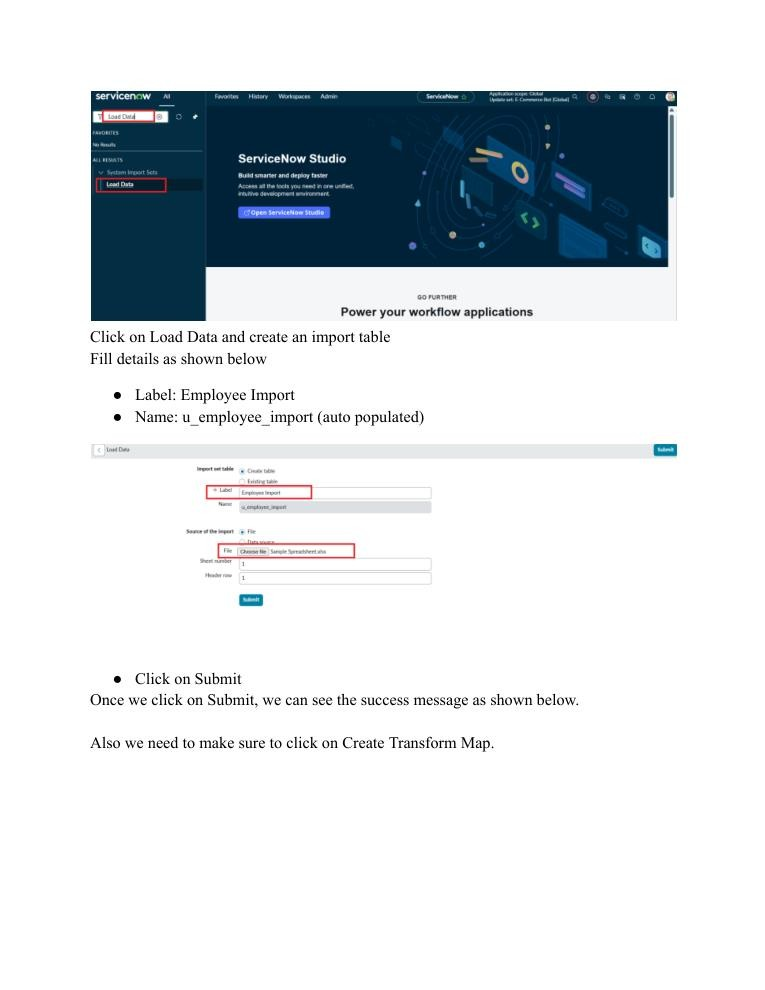 servicenow All Favorites History Workspaces Admin ServiceNow Application scope: Global
Update set: E-Commerce Bot [Global]
Load Data
FAVORITES
No Results
ALL RESULTS
System Import Sets
Load Data
ServiceNow Studio
Build smarter and deploy faster
Access all the tools you need in one unified,
intuitive development environment.
Open ServiceNow Studio
GO FURTHER
Power your workflow applications
Click on Load Data and create an import table
Fill details as shown below
● Label: Employee Import
● Name: u_employee_import (auto populated)
Load Data Submit
Import set table Create table
Existing table
Label Employee Import
Name u_employee_import
Source of the import File
Data source
File Choose file Sample Spreadsheet.xlsx
Sheet number 1
Header row 1
Submit
● Click on Submit
Once we click on Submit, we can see the success message as shown below.
Also we need to make sure to click on Create Transform Map.